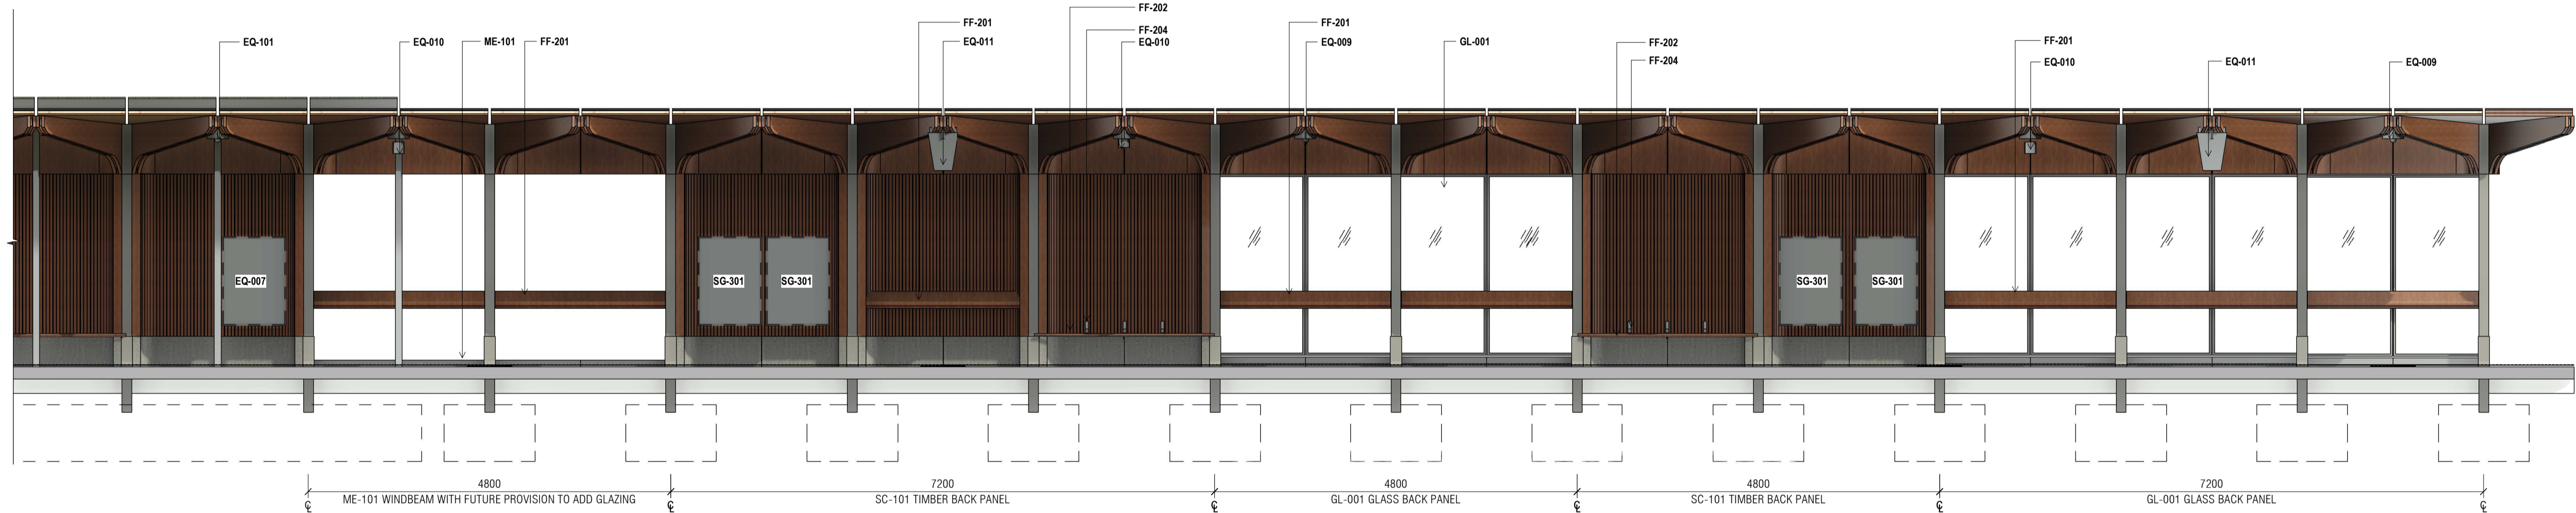 FF-202
FF-201
FF-201
FF-204
EQ-101
EQ-010
ME-101
FF-201
EQ-011
EQ-010
EQ-009
GL-001
FF-202
FF-201
FF-204
EQ-010
EQ-011
EQ-009
EQ-007
SG-301
SG-301
SG-301
SG-301
4800
7200
4800
4800
7200
ME-101 WINDBEAM WITH FUTURE PROVISION TO ADD GLAZING
SC-101 TIMBER BACK PANEL
GL-001 GLASS BACK PANEL
SC-101 TIMBER BACK PANEL
GL-001 GLASS BACK PANEL
℄
℄
℄
℄
℄
℄